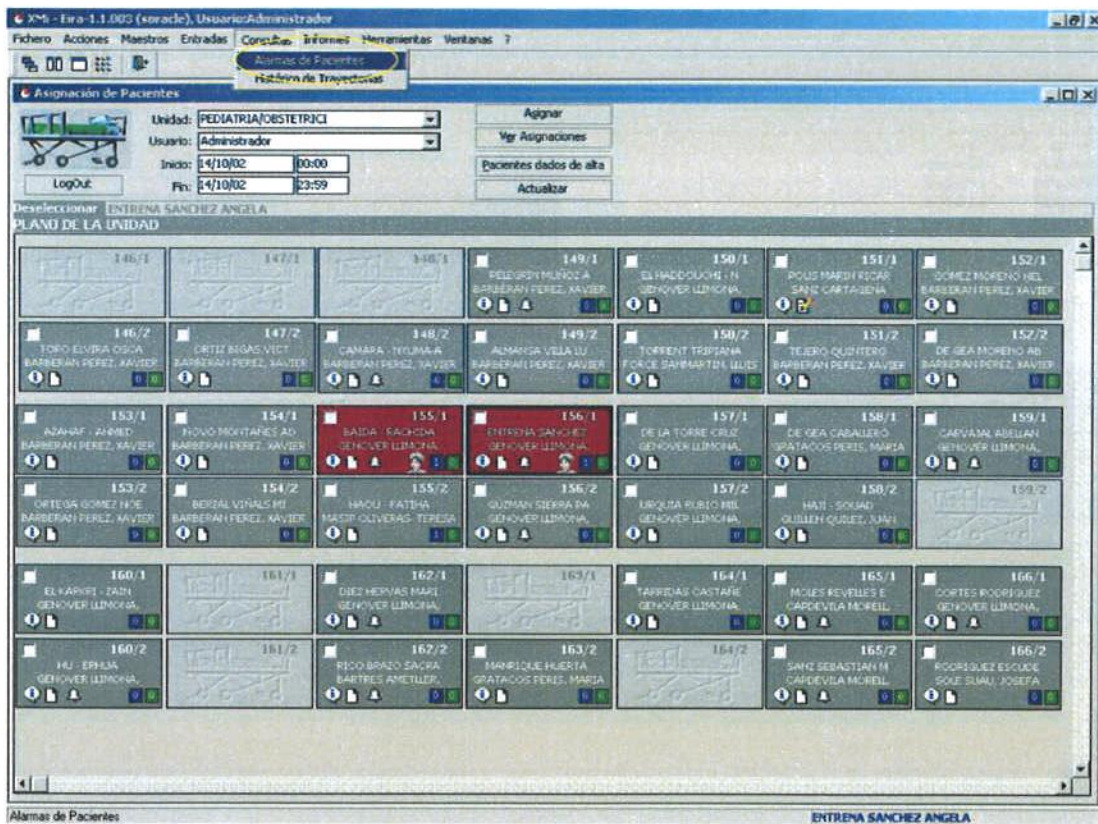 XMi - Eira-1.1.003 (soracle), Usuario:Administrador
Fichero Acciones Maestros Entradas Consultas Informes Herramientas Ventanas ?
Alarmas de Pacientes
Histórico de Trayectorias
Asignación de Pacientes
Unidad: PEDIATRIA/OBSTETRICI
Usuario: Administrador
Inicio: 14/10/02 00:00
Fin: 14/10/02 23:59
LogOut
Asignar
Ver Asignaciones
Pacientes dados de alta
Actualizar
Deseleccionar ENTRENA SANCHEZ ANGELA
PLANO DE LA UNIDAD
146/1 147/1 148/1 149/1 150/1 151/1 152/1
PELEGRIN MUÑOZ A EL HADDOUCHI - N POUS MARIN RICAR GOMEZ MORENO HEL
BARBERAN PEREZ, XAVIER GENOVER LLIMONA, SANZ CARTAGENA BARBERAN PEREZ, XAVIER
0 0 0 0 0 0 0 0
146/2 147/2 148/2 149/2 150/2 151/2 152/2
TORO ELVIRA OSCA ORTIZ BIGAS VICT CAMARA - NYUMA-A ALMANSA VILLA LU TORRENT TRIPIANA TEJERO QUINTERO DE GEA MORENO AB
BARBERAN PEREZ, XAVIER BARBERAN PEREZ, XAVIER BARBERAN PEREZ, XAVIER BARBERAN PEREZ, XAVIER FORCE SANMARTIN, LLUIS BARBERAN PEREZ, XAVIER BARBERAN PEREZ, XAVIER
153/1 154/1 155/1 156/1 157/1 158/1 159/1
AZAHAF - AHMED NOVO MONTAÑES AD BAIDA - RACHIDA ENTRENA SANCHEZ DE LA TORRE CRUZ DE GEA CABALLERO CARVAJAL ABELLAN
BARBERAN PEREZ, XAVIER BARBERAN PEREZ, XAVIER GENOVER LLIMONA, GENOVER LLIMONA, GENOVER LLIMONA, GRATACOS PERIS, MARIA GENOVER LLIMONA,
153/2 154/2 155/2 156/2 157/2 158/2 159/2
ORTEGA GOMEZ NOE BERIAL VIÑALS MI HAOU - FATIHA GUZMAN SIERRA PA URQUIA RUBIO MIL HAJI - SOUAD
BARBERAN PEREZ, XAVIER BARBERAN PEREZ, XAVIER MASIP OLIVERAS, TERESA GENOVER LLIMONA, GENOVER LLIMONA, GUILLEN QUILEZ, JUAN
160/1 161/1 162/1 163/1 164/1 165/1 166/1
EL KARKRI - ZAIN DIEZ HERVAS MARI TARRIDAS CASTAÑE MOLES REVELLES E CORTES RODRIGUEZ
GENOVER LLIMONA, GENOVER LLIMONA, GENOVER LLIMONA, CAPDEVILA MORELL, GENOVER LLIMONA,
160/2 161/2 162/2 163/2 164/2 165/2 166/2
HU - EPHUA RICO BRAZO SACRA MANRIQUE HUERTA SANZ SEBASTIAN M RODRIGUEZ ESCUDE
GENOVER LLIMONA, BARTRES AMETLLER, GRATACOS PERIS, MARIA CAPDEVILA MORELL, SOLE SUAU, JOSEFA
Alarmas de Pacientes
ENTRENA SANCHEZ ANGELA